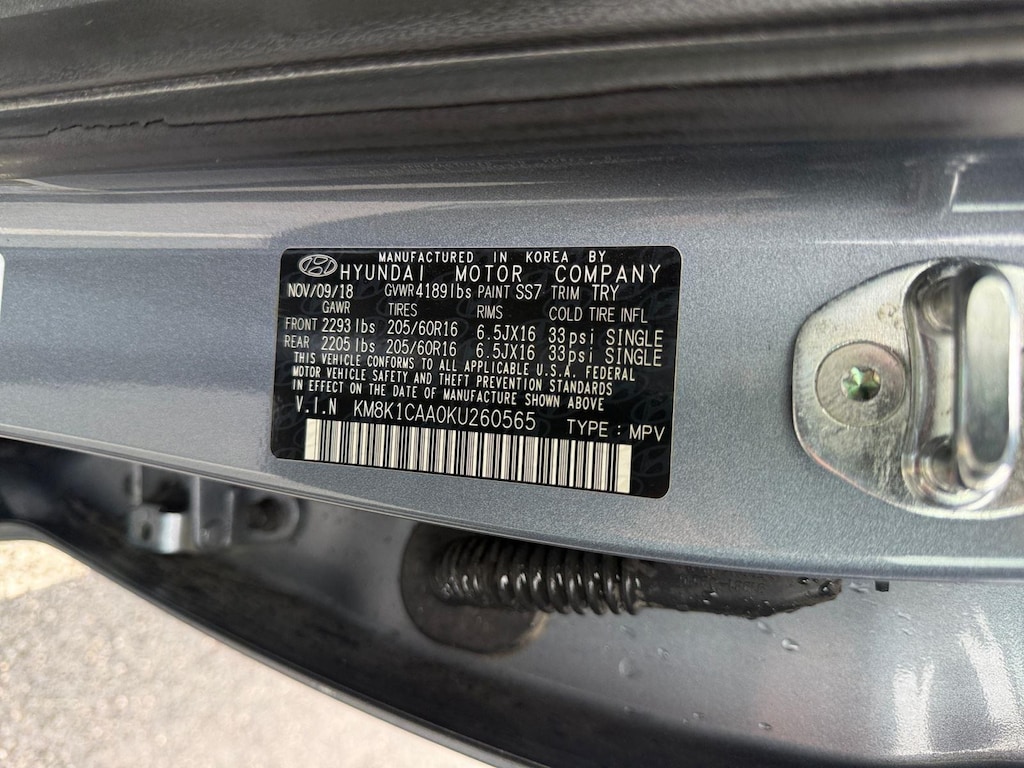 MANUFACTURED IN KOREA BY
HYUNDAI MOTOR COMPANY
NOV/09/18 GVWR 4189lbs PAINT SS7 TRIM TRY
GAWR TIRES RIMS COLD TIRE INFL
FRONT 2293lbs 205/60R16 6.5JX16 33psi SINGLE
REAR 2205lbs 205/60R16 6.5JX16 33psi SINGLE
THIS VEHICLE CONFORMS TO ALL APPLICABLE U.S.A. FEDERAL
MOTOR VEHICLE SAFETY AND THEFT PREVENTION STANDARDS
IN EFFECT ON THE DATE OF MANUFACTURE SHOWN ABOVE
V.I.N KM8K1CAA0KU260565 TYPE : MPV